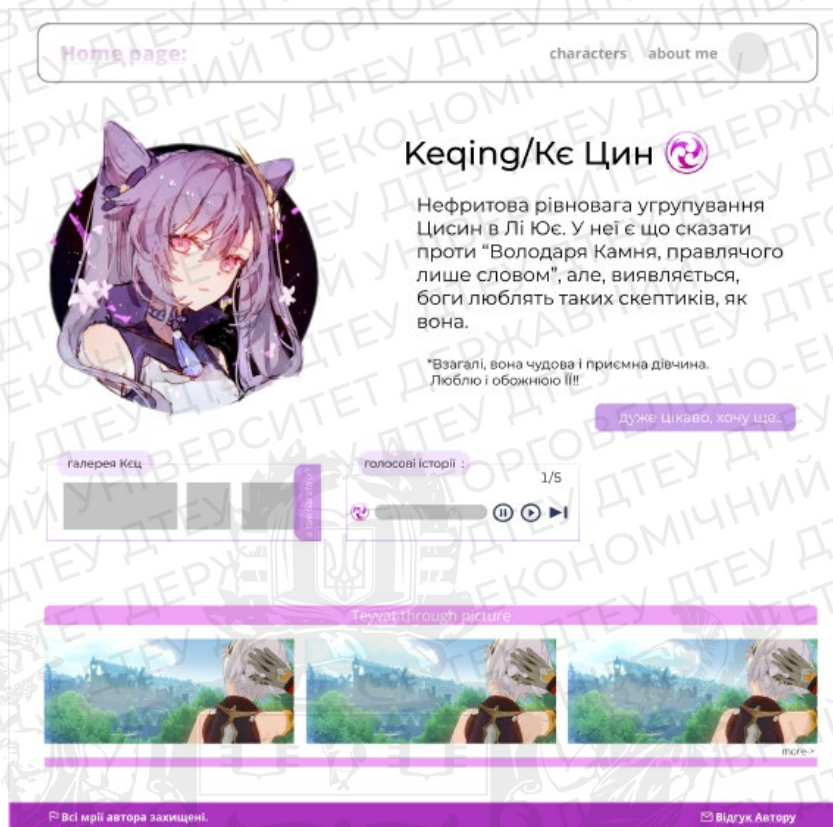 Home page:
characters about me
Keqing/Кє Цин
Нефритова рівновага угрупування
Цисин в Лі Ює. У неї є що сказати
проти “Володаря Камня, правлячого
лише словом”, але, виявляється,
боги люблять таких скептиків, як
вона.
*Взагалі, вона чудова і приємна дівчина.
Люблю і обожнюю ЇЇ!!
дуже цікаво, хочу ще..
галерея Кєц
голосові історії :
1/5
Teyvat through picture
more->
Всі мрії автора захищені.
Відгук Автору